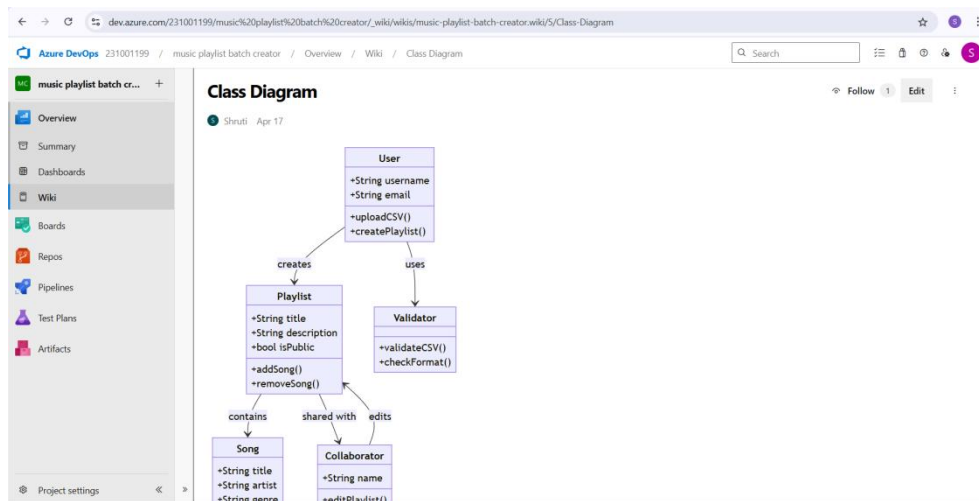 dev.azure.com/231001199/music%20playlist%20batch%20creator/_wiki/wikis/music-playlist-batch-creator.wiki/5/Class-Diagram
S
Azure DevOps 231001199 / music playlist batch creator / Overview / Wiki / Class Diagram
Search
S
MC music playlist batch cr... +
Overview
Summary
Dashboards
Wiki
Boards
Repos
Pipelines
Test Plans
Artifacts
Project settings
Class Diagram
Follow 1 Edit
S Shruti Apr 17
User
+String username
+String email
+uploadCSV()
+createPlaylist()
creates
uses
Playlist
+String title
+String description
+bool isPublic
+addSong()
+removeSong()
Validator
+validateCSV()
+checkFormat()
contains
shared with
edits
Song
+String title
+String artist
+String genre
Collaborator
+String name
+editPlaylist()